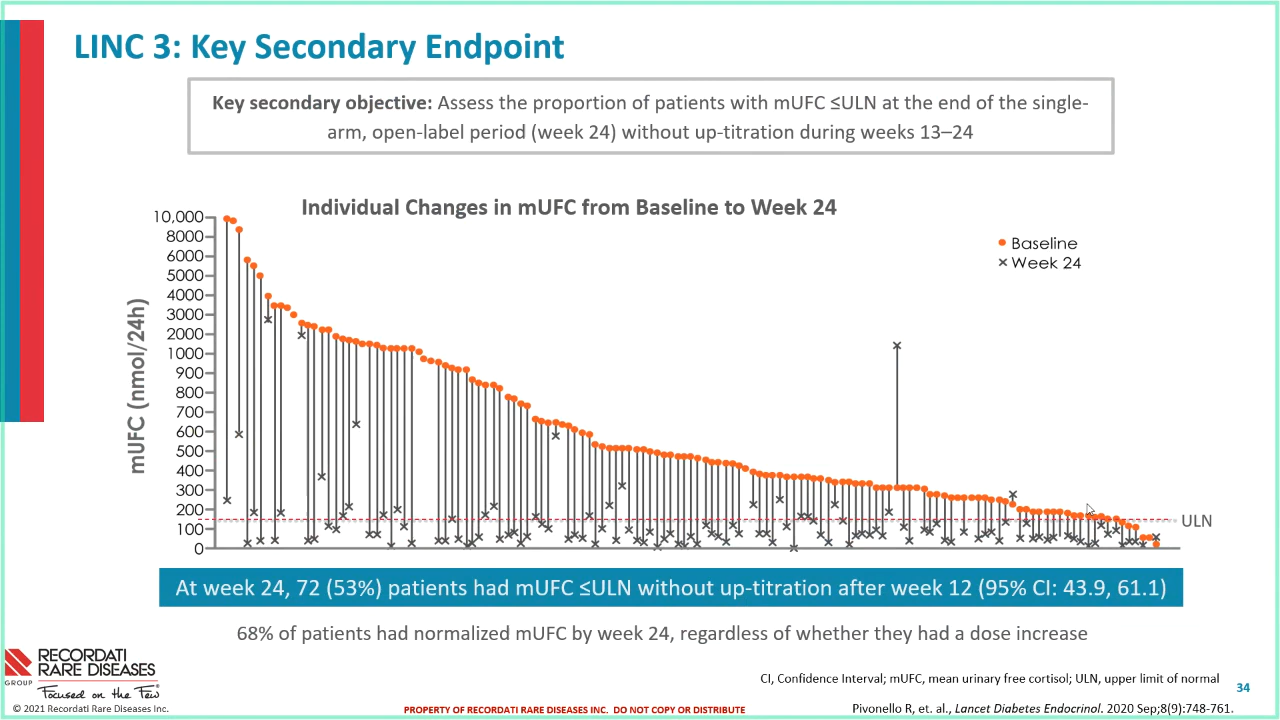 LINC 3: Key Secondary Endpoint
Key secondary objective: Assess the proportion of patients with mUFC ≤ULN at the end of the single-
arm, open-label period (week 24) without up-titration during weeks 13–24
Individual Changes in mUFC from Baseline to Week 24
mUFC (nmol/24h)
10,000
8000
6000
5000
4000
3000
2000
1000
900
800
700
600
500
400
300
200
100
0
Baseline
Week 24
ULN
At week 24, 72 (53%) patients had mUFC ≤ULN without up-titration after week 12 (95% CI: 43.9, 61.1)
68% of patients had normalized mUFC by week 24, regardless of whether they had a dose increase
RECORDATI
RARE DISEASES
GROUP
Focused on the Few®
© 2021 Recordati Rare Diseases Inc.
PROPERTY OF RECORDATI RARE DISEASES INC. DO NOT COPY OR DISTRIBUTE
CI, Confidence Interval; mUFC, mean urinary free cortisol; ULN, upper limit of normal
34
Pivonello R, et. al., Lancet Diabetes Endocrinol. 2020 Sep;8(9):748-761.